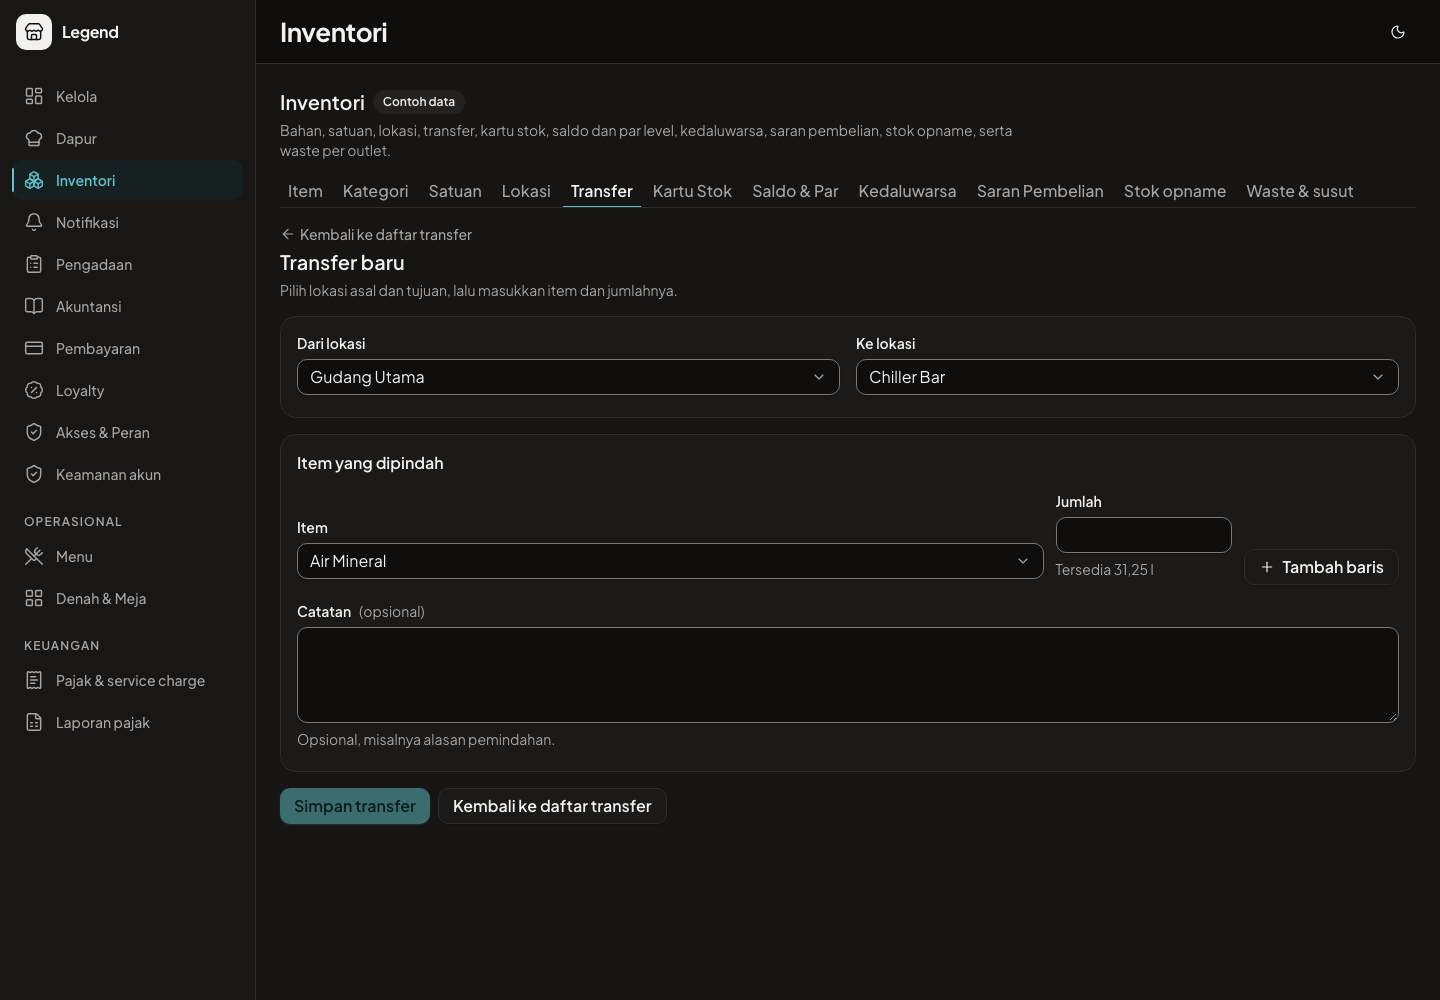 Legend
Inventori
Kelola
Dapur
Inventori
Notifikasi
Pengadaan
Akuntansi
Pembayaran
Loyalty
Akses & Peran
Keamanan akun
OPERASIONAL
Menu
Denah & Meja
KEUANGAN
Pajak & service charge
Laporan pajak
Inventori Contoh data
Bahan, satuan, lokasi, transfer, kartu stok, saldo dan par level, kedaluwarsa, saran pembelian, stok opname, serta
waste per outlet.
Item Kategori Satuan Lokasi Transfer Kartu Stok Saldo & Par Kedaluwarsa Saran Pembelian Stok opname Waste & susut
Kembali ke daftar transfer
Transfer baru
Pilih lokasi asal dan tujuan, lalu masukkan item dan jumlahnya.
Dari lokasi
Gudang Utama
Ke lokasi
Chiller Bar
Item yang dipindah
Item
Air Mineral
Jumlah
Tersedia 31,25 l
Tambah baris
Catatan (opsional)
Opsional, misalnya alasan pemindahan.
Simpan transfer Kembali ke daftar transfer